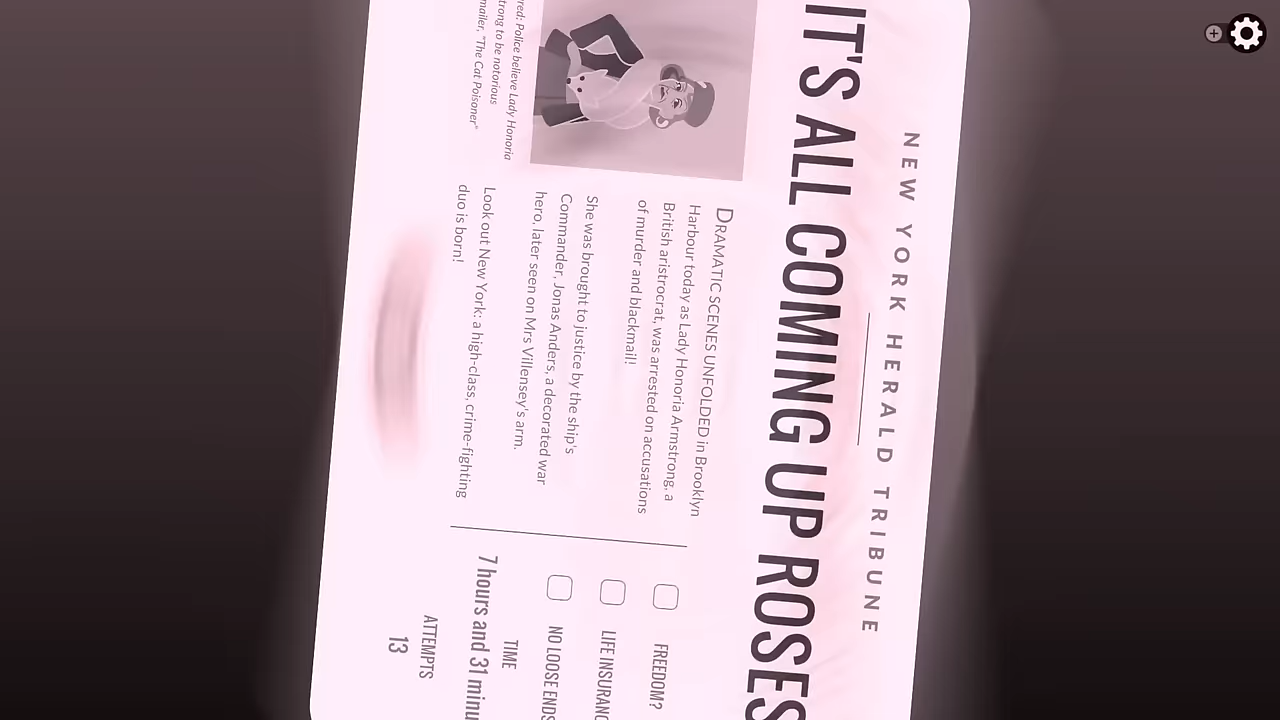 NEW YORK HERALD TRIBUNE
IT'S ALL COMING UP ROSES
red: Police believe Lady Honoria
trong to be notorious
mailer, "The Cat Poisoner"
DRAMATIC SCENES UNFOLDED in Brooklyn
Harbour today as Lady Honoria Armstrong, a
British aristrocrat, was arrested on accusations
of murder and blackmail!
She was brought to justice by the ship's
Commander, Jonas Anders, a decorated war
hero, later seen on Mrs Villensey's arm.
Look out New York: a high-class, crime-fighting
duo is born!
FREEDOM?
LIFE INSURANC
NO LOOSE ENDS
TIME
7 hours and 31 minu
ATTEMPTS
13